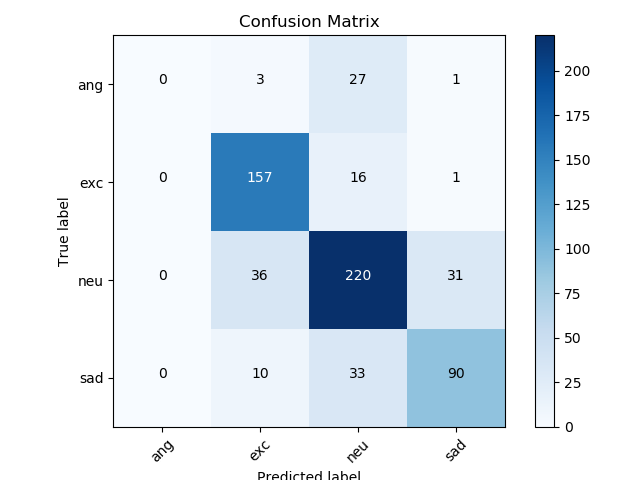 Confusion Matrix
ang 0 3 27 1
exc 0 157 16 1
neu 0 36 220 31
sad 0 10 33 90
ang exc neu sad
True label
Predicted label
200
175
150
125
100
75
50
25
0